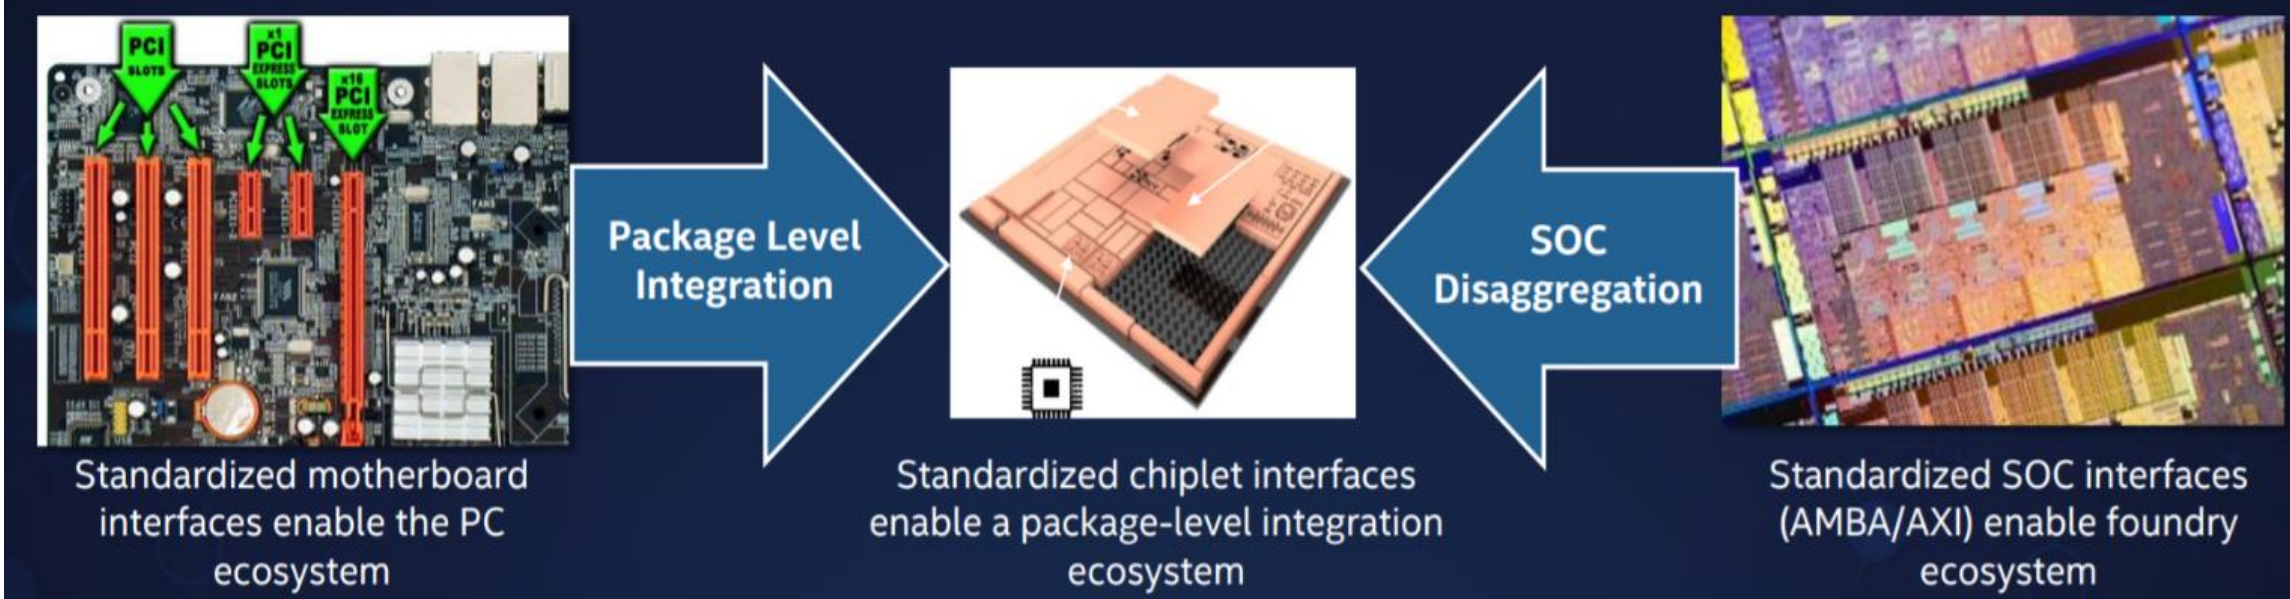 PCI
SLOTS
x1
PCI
EXPRESS
SLOTS
x16
PCI
EXPRESS
SLOT
FAN2
Package Level
Integration
SOC
Disaggregation
Standardized motherboard
interfaces enable the PC
ecosystem
Standardized chiplet interfaces
enable a package-level integration
ecosystem
Standardized SOC interfaces
(AMBA/AXI) enable foundry
ecosystem